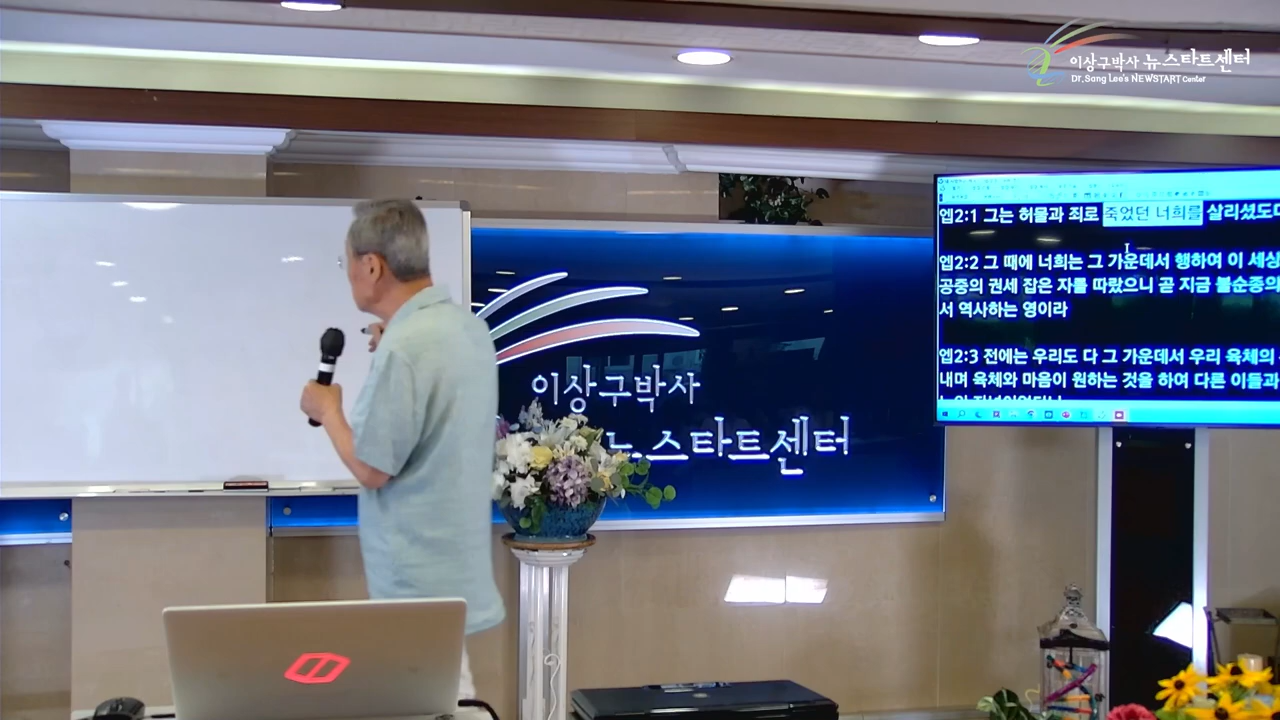 이상구박사 뉴스타트센터
Dr.Sang Lee's NEWSTART Center
엡2:1 그는 허물과 죄로 죽었던 너희를 살리셨도다
엡2:2 그 때에 너희는 그 가운데서 행하여 이 세상
공중의 권세 잡은 자를 따랐으니 곧 지금 불순종의
서 역사하는 영이라
엡2:3 전에는 우리도 다 그 가운데서 우리 육체의
내며 육체와 마음이 원하는 것을 하여 다른 이들과
이상구박사
뉴스타트센터